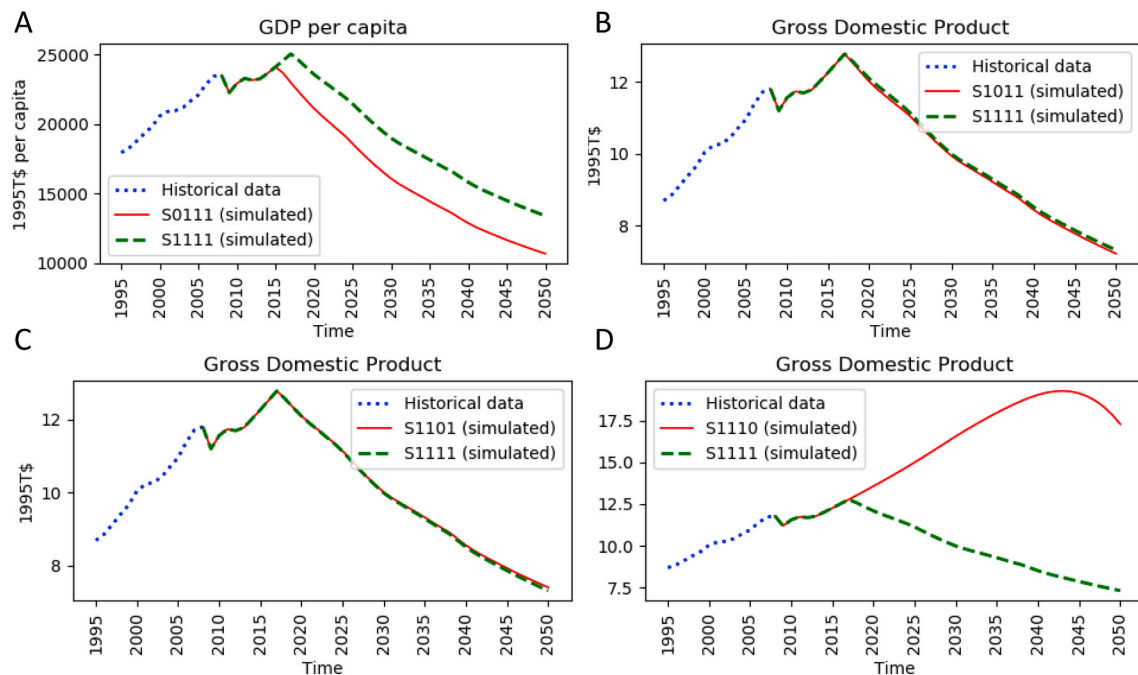 A
GDP per capita
1995T$ per capita
25000
20000
15000
10000
Historical data
S0111 (simulated)
S1111 (simulated)
1995
2000
2005
2010
2015
2020
2025
2030
2035
2040
2045
2050
Time
B
Gross Domestic Product
1995T$
12
10
8
Historical data
S1011 (simulated)
S1111 (simulated)
1995
2000
2005
2010
2015
2020
2025
2030
2035
2040
2045
2050
Time
C
Gross Domestic Product
1995T$
12
10
8
Historical data
S1101 (simulated)
S1111 (simulated)
1995
2000
2005
2010
2015
2020
2025
2030
2035
2040
2045
2050
Time
D
Gross Domestic Product
17.5
15.0
12.5
10.0
7.5
Historical data
S1110 (simulated)
S1111 (simulated)
1995
2000
2005
2010
2015
2020
2025
2030
2035
2040
2045
2050
Time